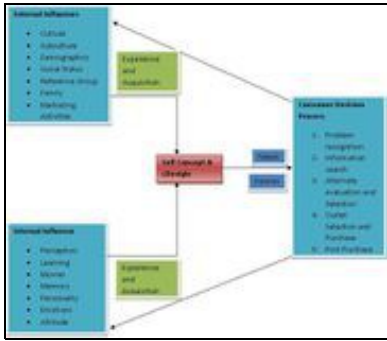 External Influences
Culture
Subculture
Demographics
Social Status
Reference Group
Family
Marketing
Activities
Experience
and
Acquisition
Self Concept &
Lifestyle
Consumer Decision
Process
Problem
recognition
Information
search
Alternate
evaluation and
Selection
Outlet
Selection and
Purchase
Post Purchase
Internal Influence
Perception
Learning
Memory
Personality
Emotions
Attitude
Experience
and
Acquisition